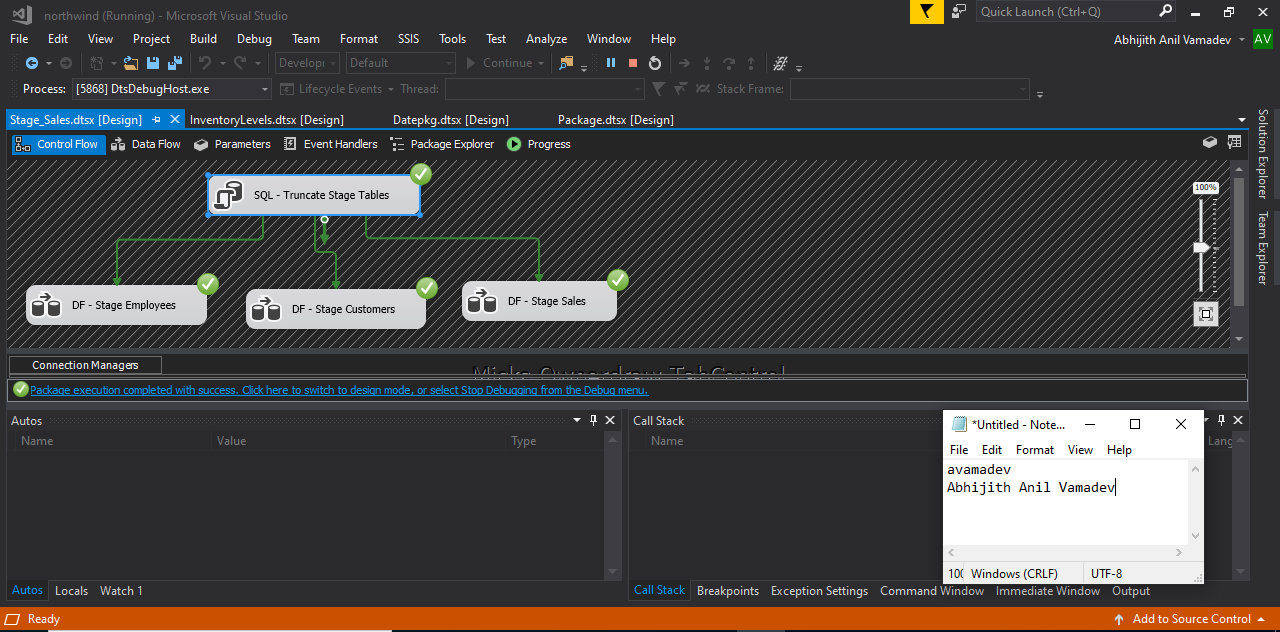 northwind (Running) - Microsoft Visual Studio
Quick Launch (Ctrl+Q)
File Edit View Project Build Debug Team Format SSIS Tools Test Analyze Window Help
Abhijith Anil Vamadev AV
Developi Default Continue
Process: [5868] DtsDebugHost.exe Lifecycle Events Thread: Stack Frame:
Stage_Sales.dtsx [Design] InventoryLevels.dtsx [Design] Datepkg.dtsx [Design] Package.dtsx [Design]
Control Flow Data Flow Parameters Event Handlers Package Explorer Progress
Solution Explorer
Team Explorer
100%
SQL - Truncate Stage Tables
DF - Stage Employees
DF - Stage Customers
DF - Stage Sales
Connection Managers
Misks Ownerdraw TabControl
Package execution completed with success. Click here to switch to design mode, or select Stop Debugging from the Debug menu.
Autos
Name Value Type
Call Stack
Name Lang
*Untitled - Note...
File Edit Format View Help
avamadev
Abhijith Anil Vamadev
100 Windows (CRLF) UTF-8
Autos Locals Watch 1
Call Stack Breakpoints Exception Settings Command Window Immediate Window Output
Ready
Add to Source Control